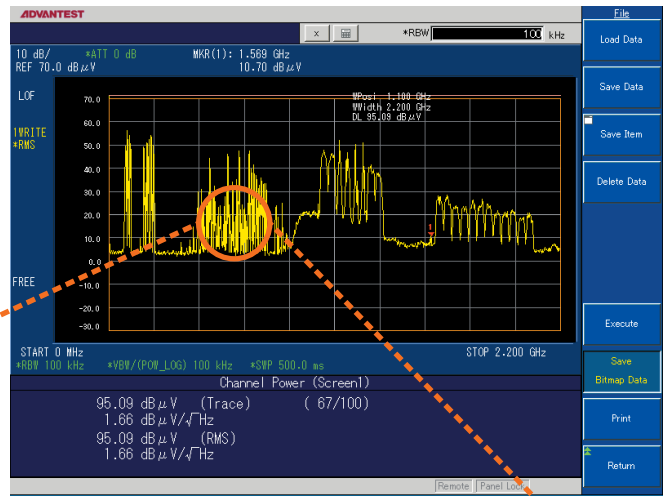 ADVANTEST
File
x
*RBW 100 kHz
Load Data
10 dB/ *ATT 0 dB MKR(1): 1.569 GHz
REF 70.0 dBμV 10.70 dBμV
Save Data
LOF
WPosi 1.100 GHz
WWidth 2.200 GHz
DL 95.09 dBμV
70.0
60.0
1WRITE
*RMS
50.0
Save Item
40.0
30.0
Delete Data
20.0
1
10.0
0.0
FREE
-10.0
-20.0
-30.0
Execute
START 0 MHz STOP 2.200 GHz
*RBW 100 kHz *VBW/(POW_LOG) 100 kHz *SWP 500.0 ms
Save
Bitmap Data
Channel Power (Screen1)
95.09 dBμV (Trace) ( 67/100)
1.66 dBμV/√Hz
Print
95.09 dBμV (RMS)
1.66 dBμV/√Hz
Return
Remote Panel Lock